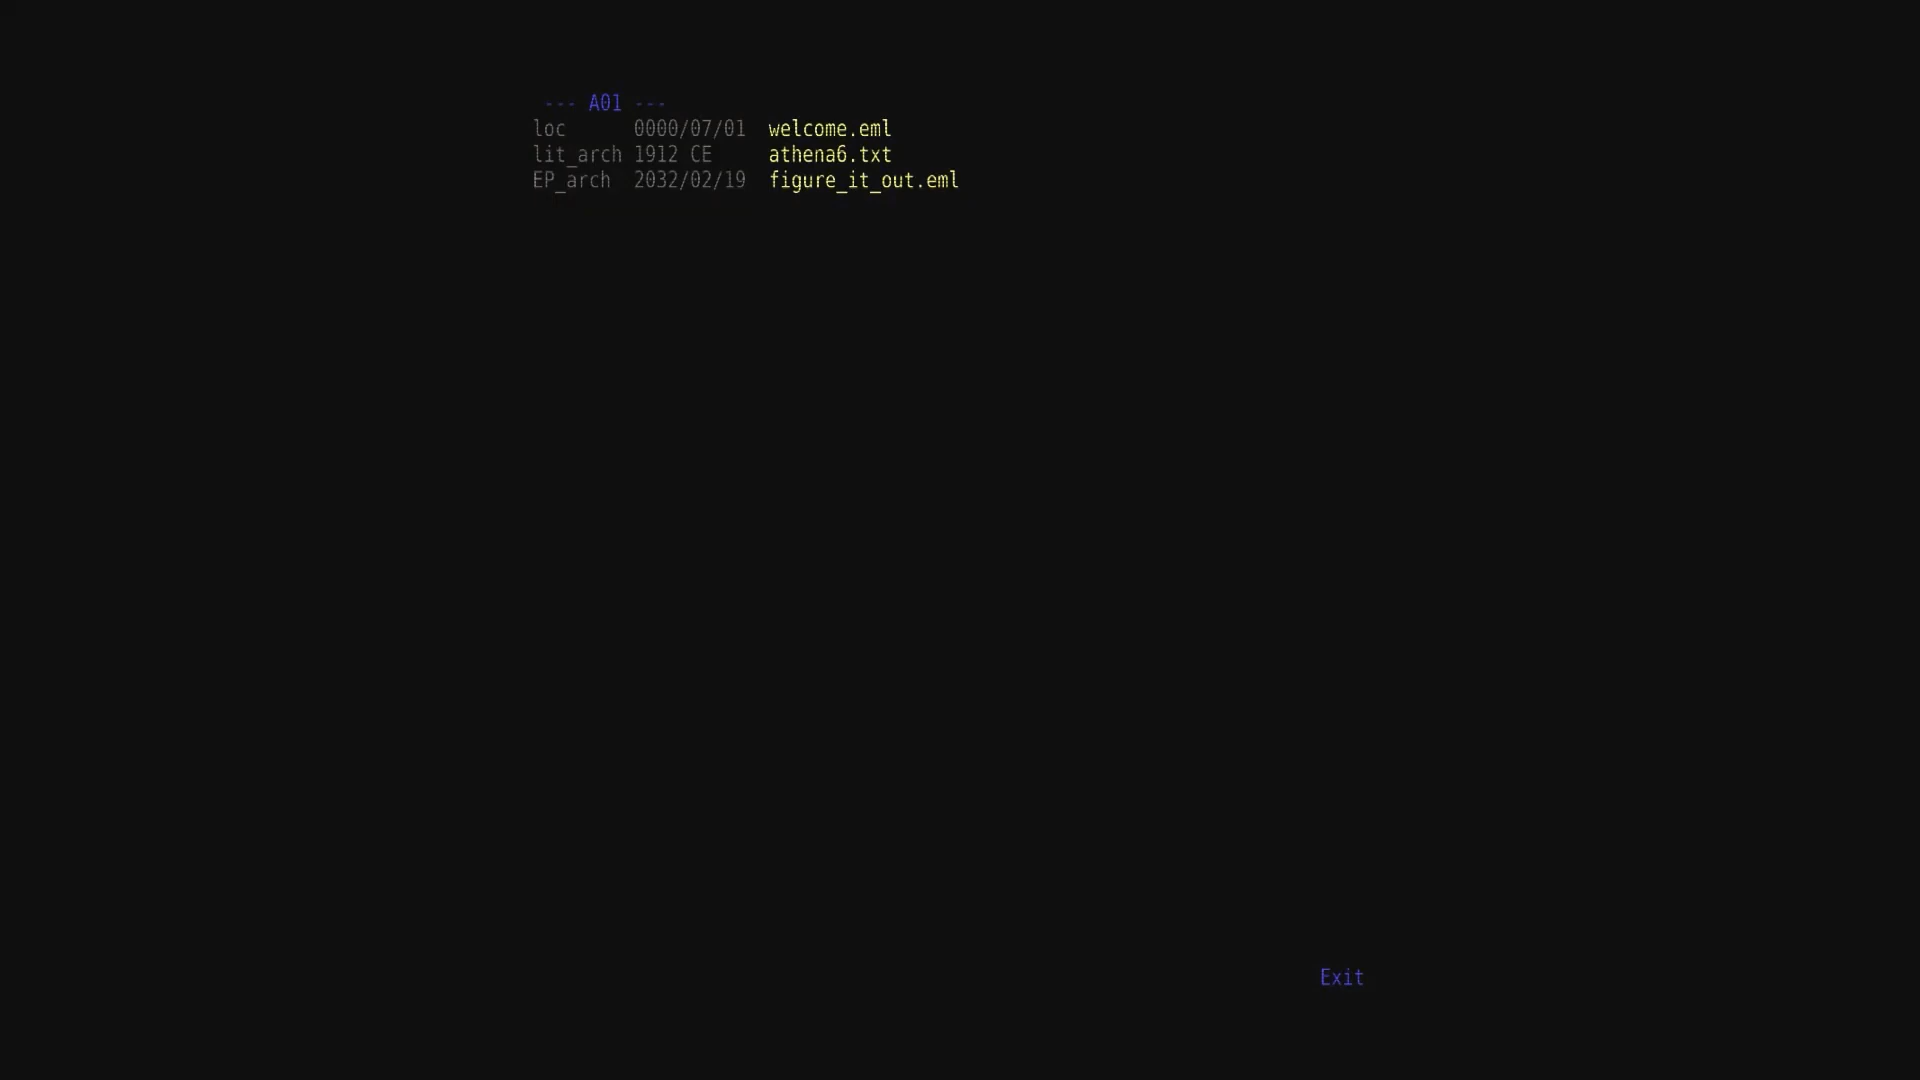 --- A01 ---
loc 0000/07/01 welcome.eml
lit_arch 1912 CE athena6.txt
EP_arch 2032/02/19 figure_it_out.eml
Exit